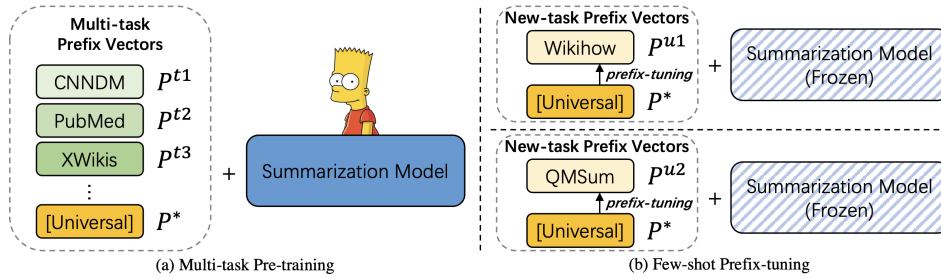 Multi-task
Prefix Vectors
CNNDM P^{t1}
PubMed P^{t2}
XWikis P^{t3}
⋮
[Universal] P^*
+
Summarization Model
(a) Multi-task Pre-training
New-task Prefix Vectors
Wikihow P^{u1}
prefix-tuning
[Universal] P^*
+
Summarization Model
(Frozen)
New-task Prefix Vectors
QMSum P^{u2}
prefix-tuning
[Universal] P^*
+
Summarization Model
(Frozen)
(b) Few-shot Prefix-tuning